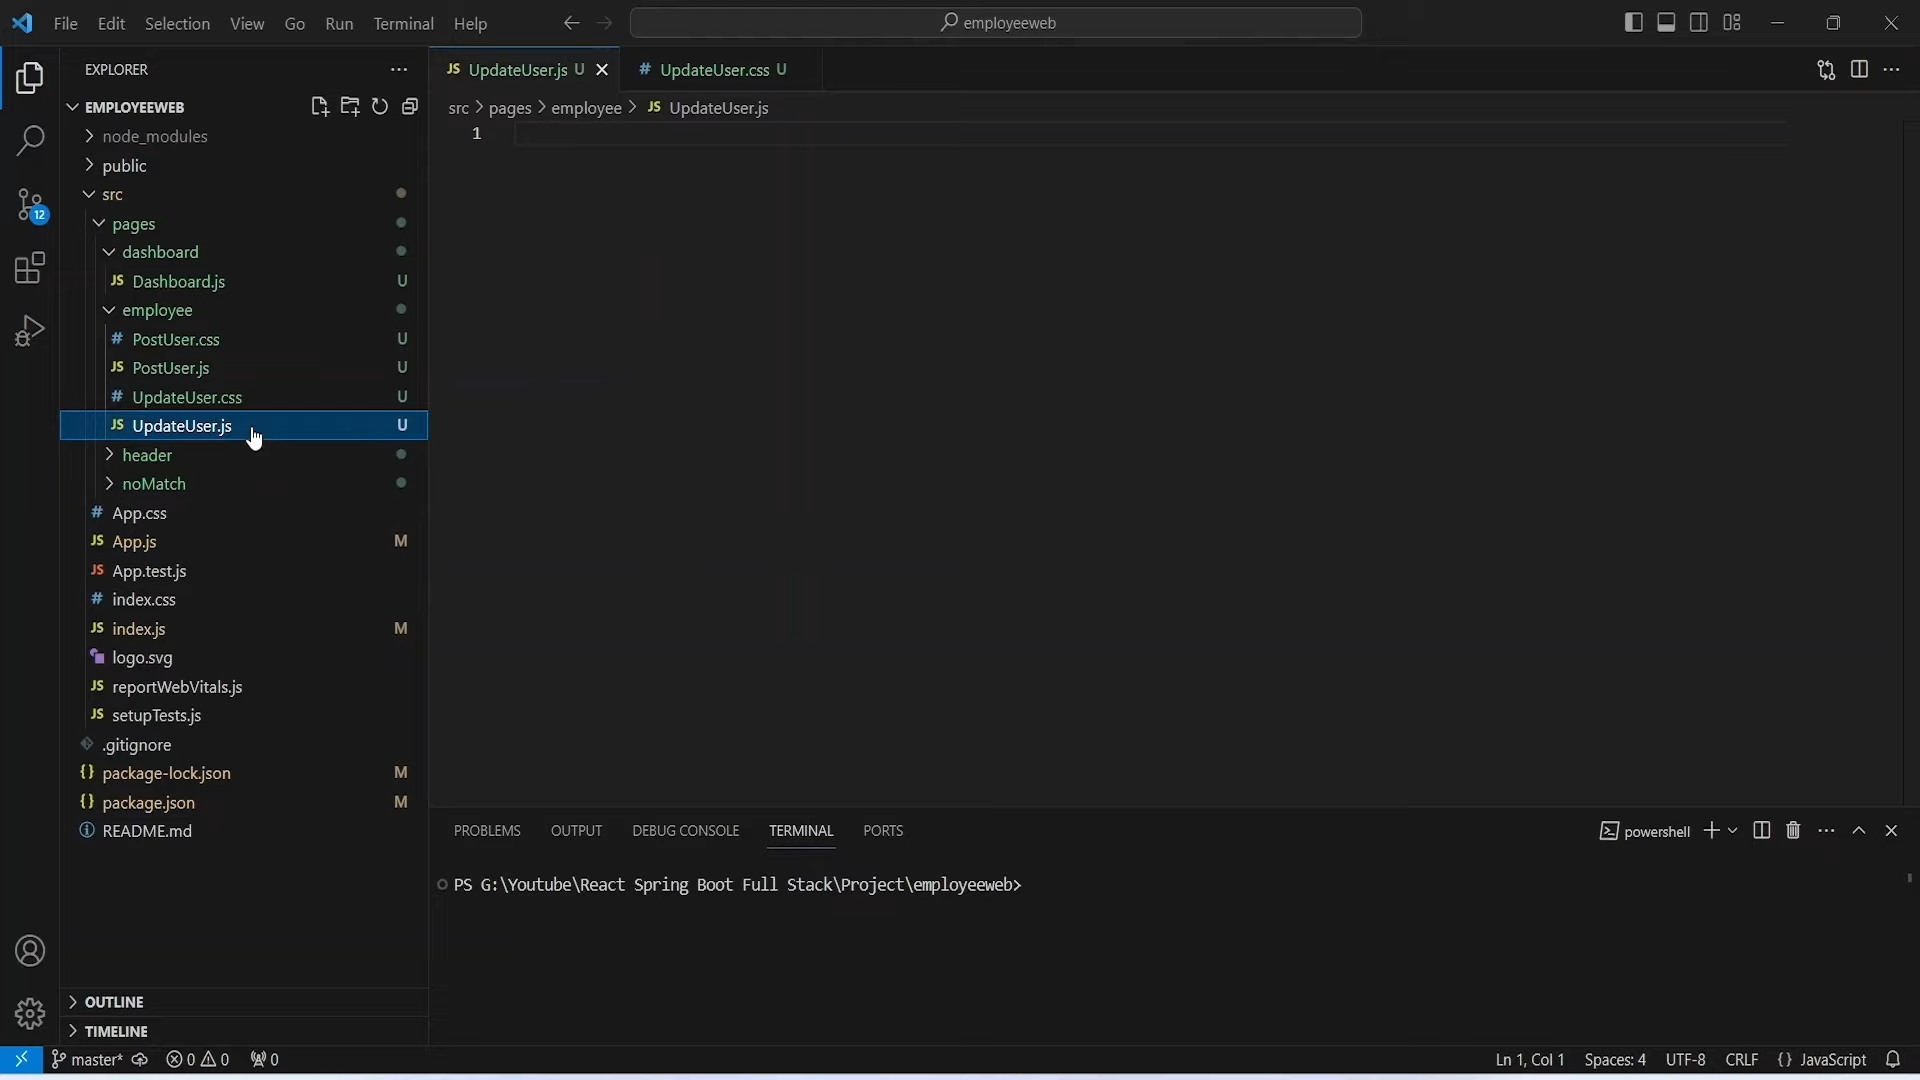 File Edit Selection View Go Run Terminal Help
employeeweb
EXPLORER
JS UpdateUser.js U
# UpdateUser.css U
EMPLOYEEWEB
src > pages > employee > JS UpdateUser.js
1
node_modules
public
src
pages
dashboard
JS Dashboard.js U
employee
# PostUser.css U
JS PostUser.js U
# UpdateUser.css U
JS UpdateUser.js U
header
noMatch
# App.css
JS App.js M
JS App.test.js
# index.css
JS index.js M
logo.svg
JS reportWebVitals.js
JS setupTests.js
.gitignore
{} package-lock.json M
{} package.json M
README.md
12
PROBLEMS OUTPUT DEBUG CONSOLE TERMINAL PORTS
powershell
PS G:\Youtube\React Spring Boot Full Stack\Project\employeeweb>
OUTLINE
TIMELINE
master* 0 0 0
Ln 1, Col 1 Spaces: 4 UTF-8 CRLF {} JavaScript